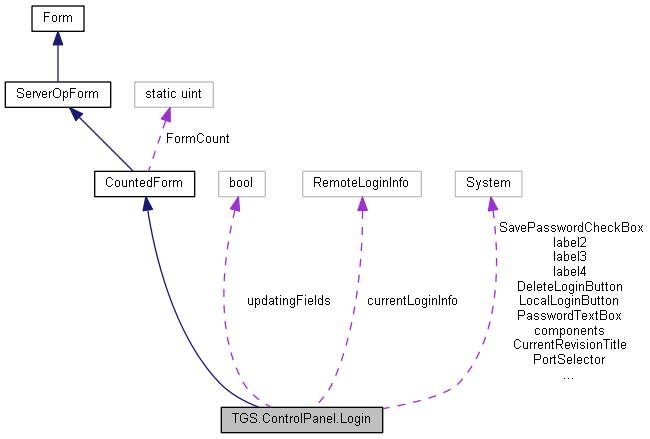 Form
ServerOpForm
static uint
FormCount
CountedForm
bool
RemoteLoginInfo
System
SavePasswordCheckBox
label2
label3
label4
DeleteLoginButton
LocalLoginButton
PasswordTextBox
components
CurrentRevisionTitle
PortSelector
...
updatingFields
currentLoginInfo
TGS.ControlPanel.Login